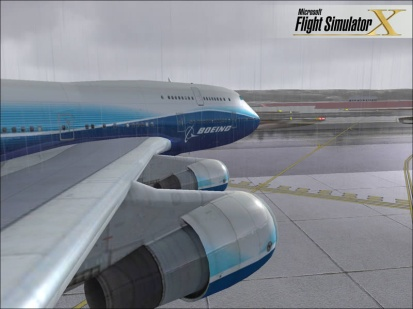 Microsoft
Flight Simulator X
BOEING